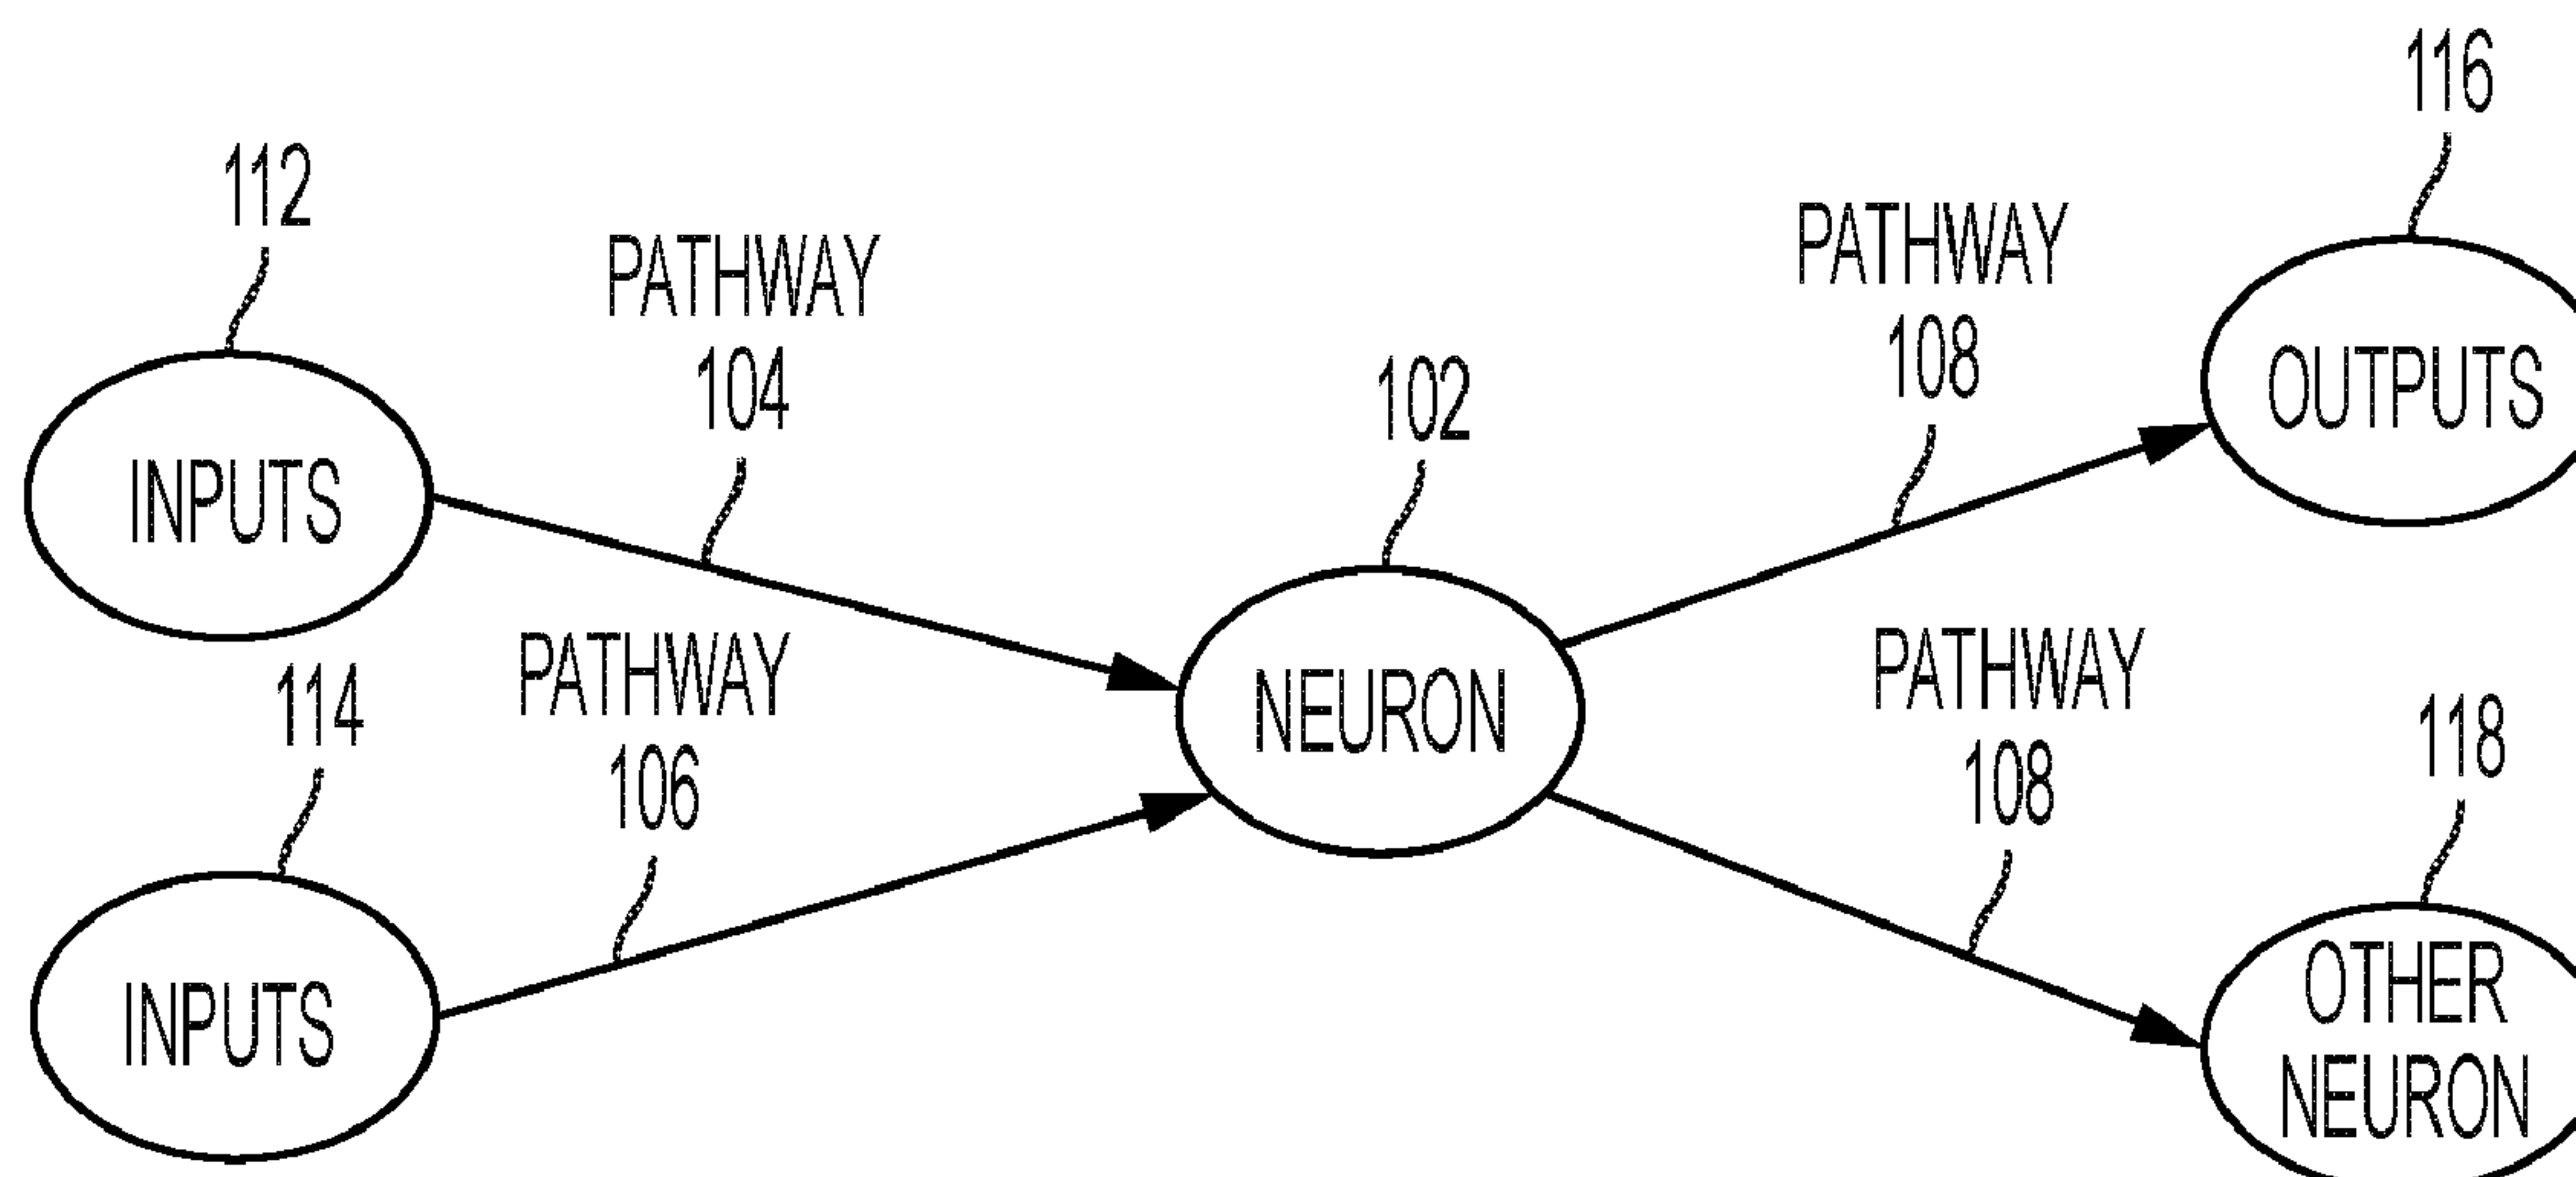 116
112
PATHWAY
108
PATHWAY
104
OUTPUTS
102
INPUTS
PATHWAY
106
114
NEURON
PATHWAY
108
118
INPUTS
OTHER
NEURON